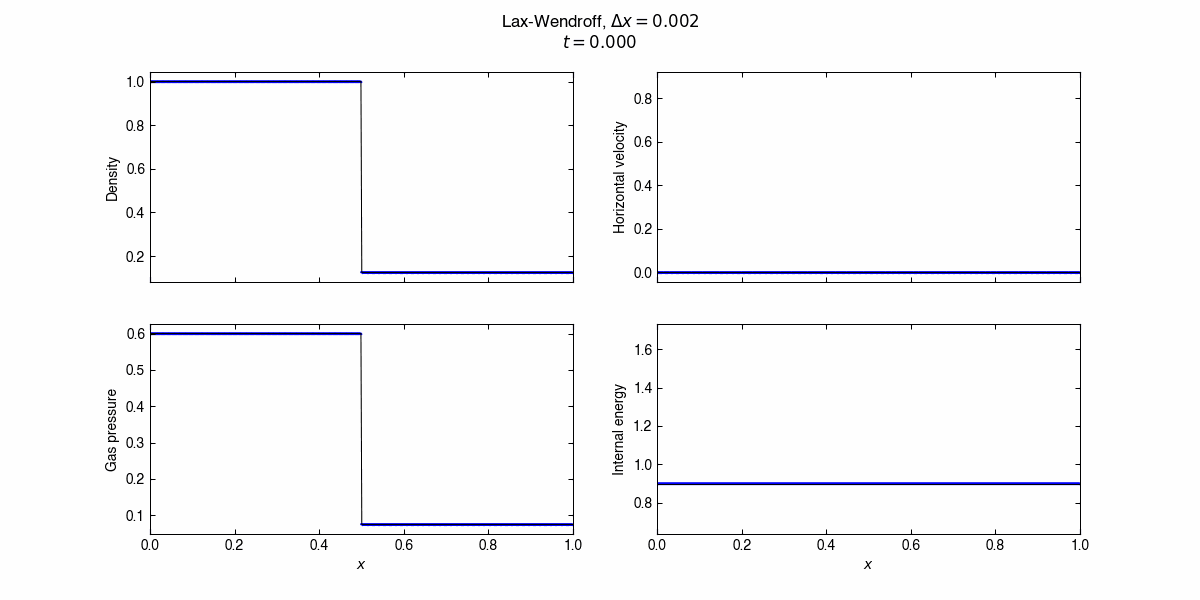 Lax-Wendroff, Δx = 0.002
t = 0.000
Density
1.0
0.8
0.6
0.4
0.2
Horizontal velocity
0.8
0.6
0.4
0.2
0.0
Gas pressure
0.6
0.5
0.4
0.3
0.2
0.1
0.0 0.2 0.4 0.6 0.8 1.0
x
Internal energy
1.6
1.4
1.2
1.0
0.8
0.0 0.2 0.4 0.6 0.8 1.0
x